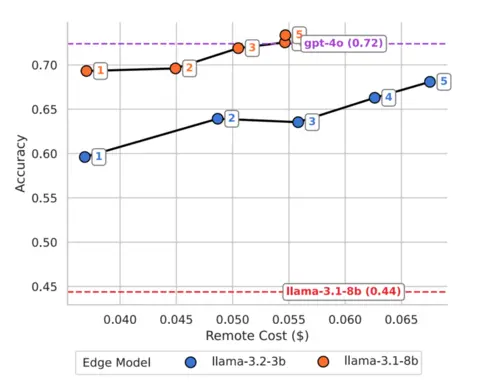 0.70
0.65
0.60
0.55
0.50
0.45
Accuracy
1 2 3 5
gpt-4o (0.72)
1 2 3 4 5
llama-3.1-8b (0.44)
0.040 0.045 0.050 0.055 0.060 0.065
Remote Cost ($)
Edge Model llama-3.2-3b llama-3.1-8b